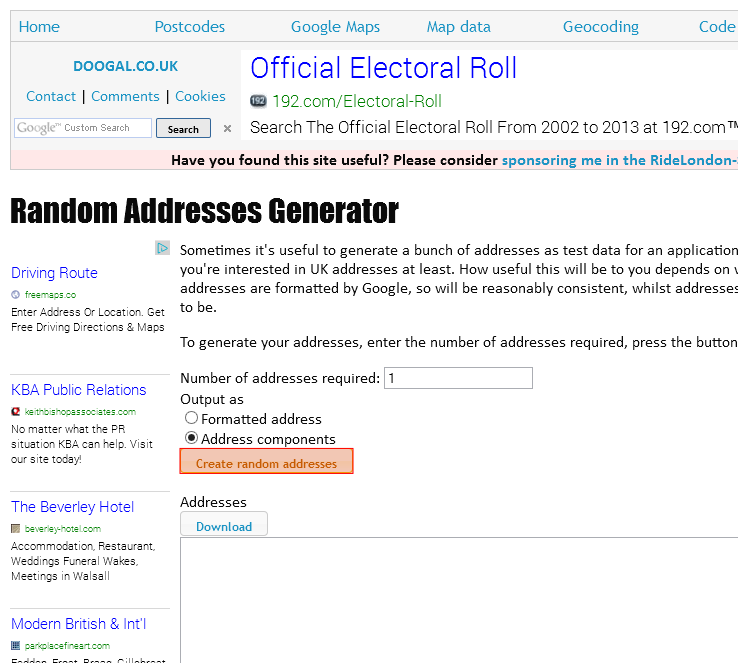 Home Postcodes Google Maps Map data Geocoding Code
DOOGAL.CO.UK
Contact | Comments | Cookies
Google™ Custom Search Search ×
Official Electoral Roll
192 192.com/Electoral-Roll
Search The Official Electoral Roll From 2002 to 2013 at 192.com™
Have you found this site useful? Please consider sponsoring me in the RideLondon-
Random Addresses Generator
Driving Route
freemaps.co
Enter Address Or Location. Get
Free Driving Directions & Maps
KBA Public Relations
keithbishopassociates.com
No matter what the PR
situation KBA can help. Visit
our site today!
The Beverley Hotel
beverley-hotel.com
Accommodation, Restaurant,
Weddings Funeral Wakes,
Meetings in Walsall
Modern British & Int'l
parkplacefineart.com
Sometimes it's useful to generate a bunch of addresses as test data for an application
you're interested in UK addresses at least. How useful this will be to you depends on
addresses are formatted by Google, so will be reasonably consistent, whilst addresses
to be.
To generate your addresses, enter the number of addresses required, press the button
Number of addresses required: 1
Output as
Formatted address
Address components
Create random addresses
Addresses
Download